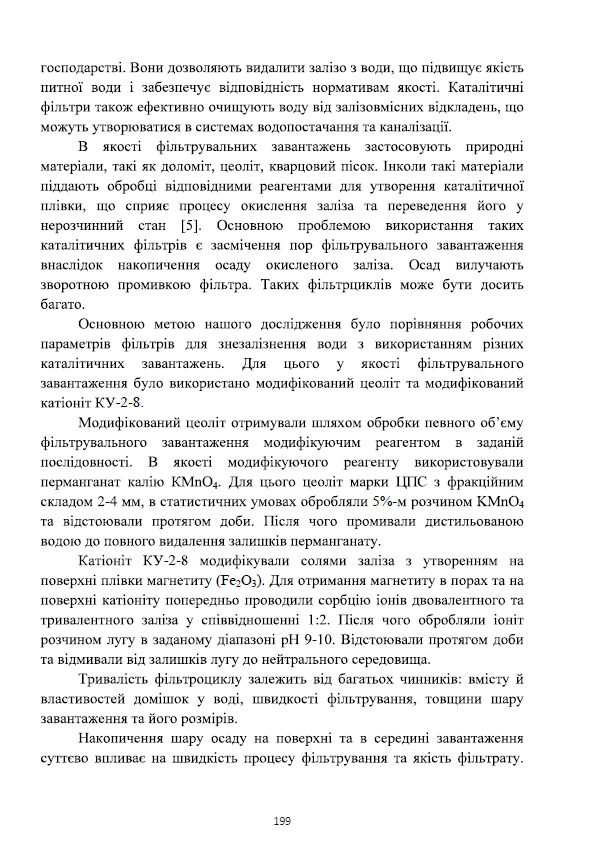 господарстві. Вони дозволяють видалити залізо з води, що підвищує якість
питної води і забезпечує відповідність нормативам якості. Каталітичні
фільтри також ефективно очищують воду від залізовмісних відкладень, що
можуть утворюватися в системах водопостачання та каналізації.
В якості фільтрувальних завантажень застосовують природні
матеріали, такі як доломіт, цеоліт, кварцовий пісок. Інколи такі матеріали
піддають обробці відповідними реагентами для утворення каталітичної
плівки, що сприяє процесу окислення заліза та переведення його у
нерозчинний стан [5]. Основною проблемою використання таких
каталітичних фільтрів є засмічення пор фільтрувального завантаження
внаслідок накопичення осаду окисленого заліза. Осад вилучають
зворотною промивкою фільтра. Таких фільтрциклів може бути досить
багато.
Основною метою нашого дослідження було порівняння робочих
параметрів фільтрів для знезалізнення води з використанням різних
каталітичних завантажень. Для цього у якості фільтрувального
завантаження було використано модифікований цеоліт та модифікований
катіоніт КУ-2-8.
Модифікований цеоліт отримували шляхом обробки певного об’єму
фільтрувального завантаження модифікуючим реагентом в заданій
послідовності. В якості модифікуючого реагенту використовували
перманганат калію KMnO₄. Для цього цеоліт марки ЦПС з фракційним
складом 2-4 мм, в статистичних умовах обробляли 5%-м розчином KMnO₄
та відстоювали протягом доби. Після чого промивали дистильованою
водою до повного видалення залишків перманганату.
Катіоніт КУ-2-8 модифікували солями заліза з утворенням на
поверхні плівки магнетиту (Fe₂O₃). Для отримання магнетиту в порах та на
поверхні катіоніту попередньо проводили сорбцію іонів двовалентного та
тривалентного заліза у співвідношенні 1:2. Після чого обробляли іоніт
розчином лугу в заданому діапазоні рН 9-10. Відстоювали протягом доби
та відмивали від залишків лугу до нейтрального середовища.
Тривалість фільтроциклу залежить від багатьох чинників: вмісту й
властивостей домішок у воді, швидкості фільтрування, товщини шару
завантаження та його розмірів.
Накопичення шару осаду на поверхні та в середині завантаження
суттєво впливає на швидкість процесу фільтрування та якість фільтрату.
199